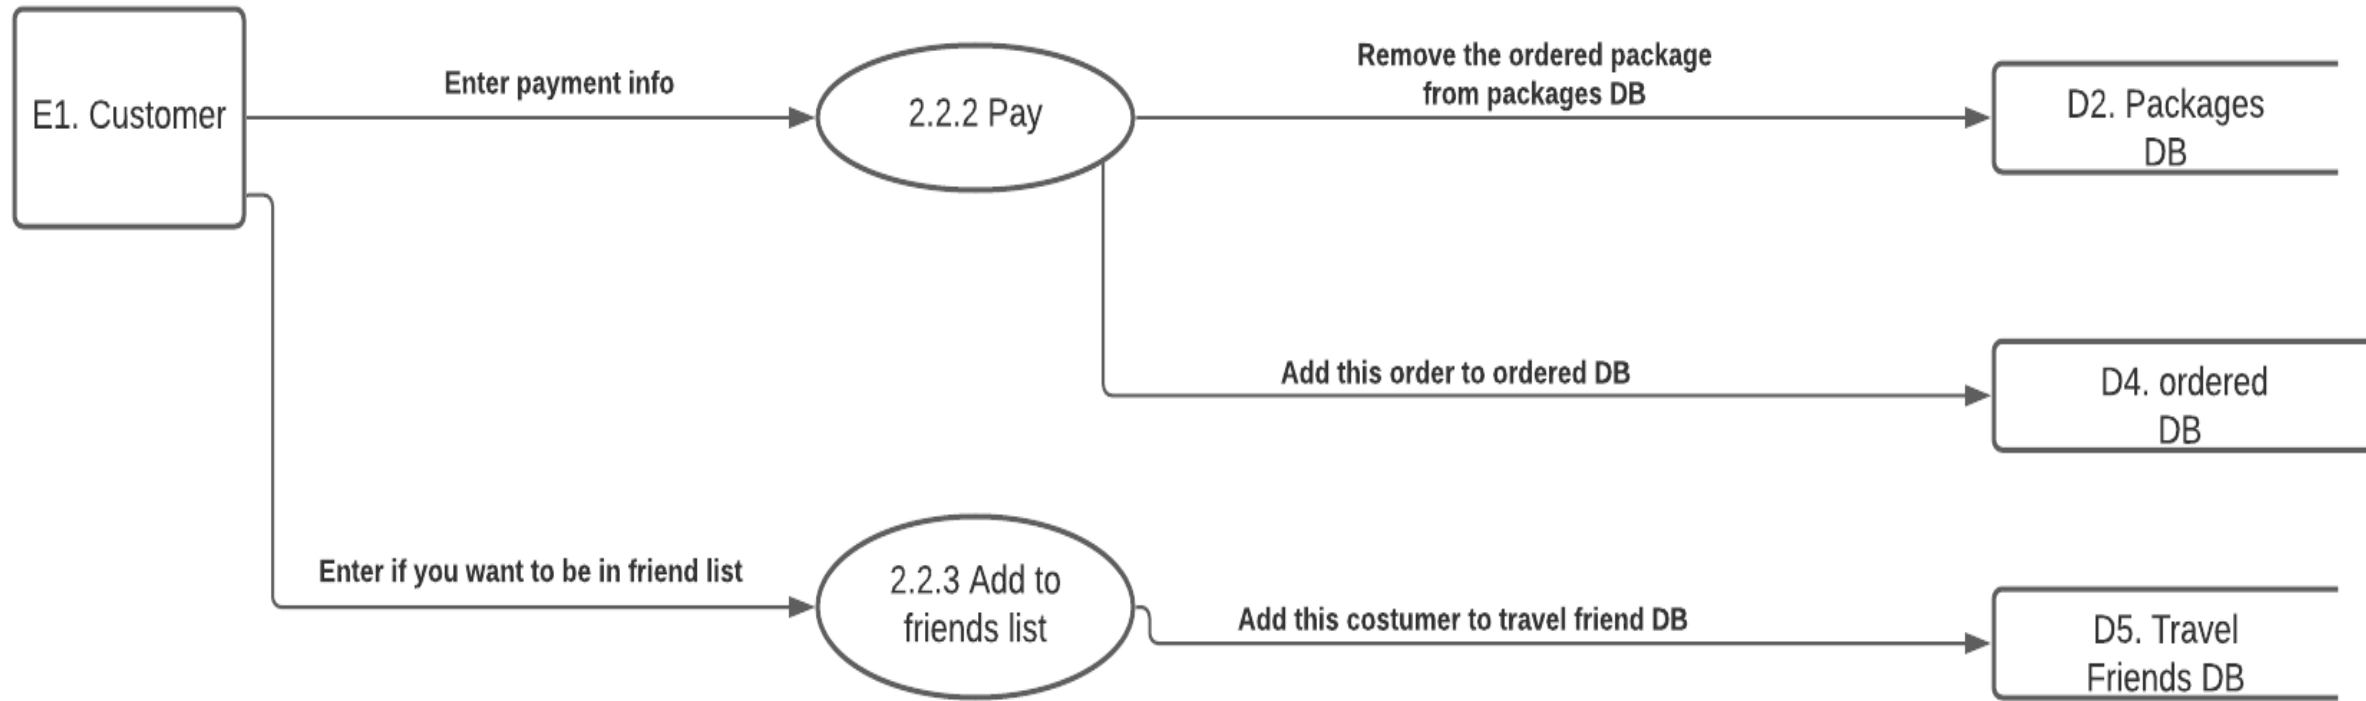 E1. Customer
Enter payment info
2.2.2 Pay
Remove the ordered package
from packages DB
D2. Packages
DB
Add this order to ordered DB
D4. ordered
DB
Enter if you want to be in friend list
2.2.3 Add to
friends list
Add this costumer to travel friend DB
D5. Travel
Friends DB